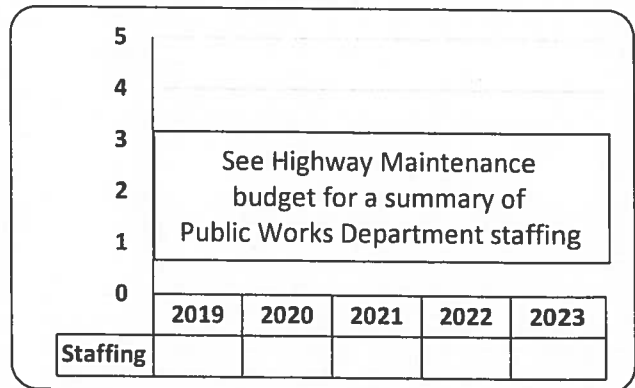 5
4
3
2
1
0
See Highway Maintenance
budget for a summary of
Public Works Department staffing
2019 2020 2021 2022 2023
Staffing